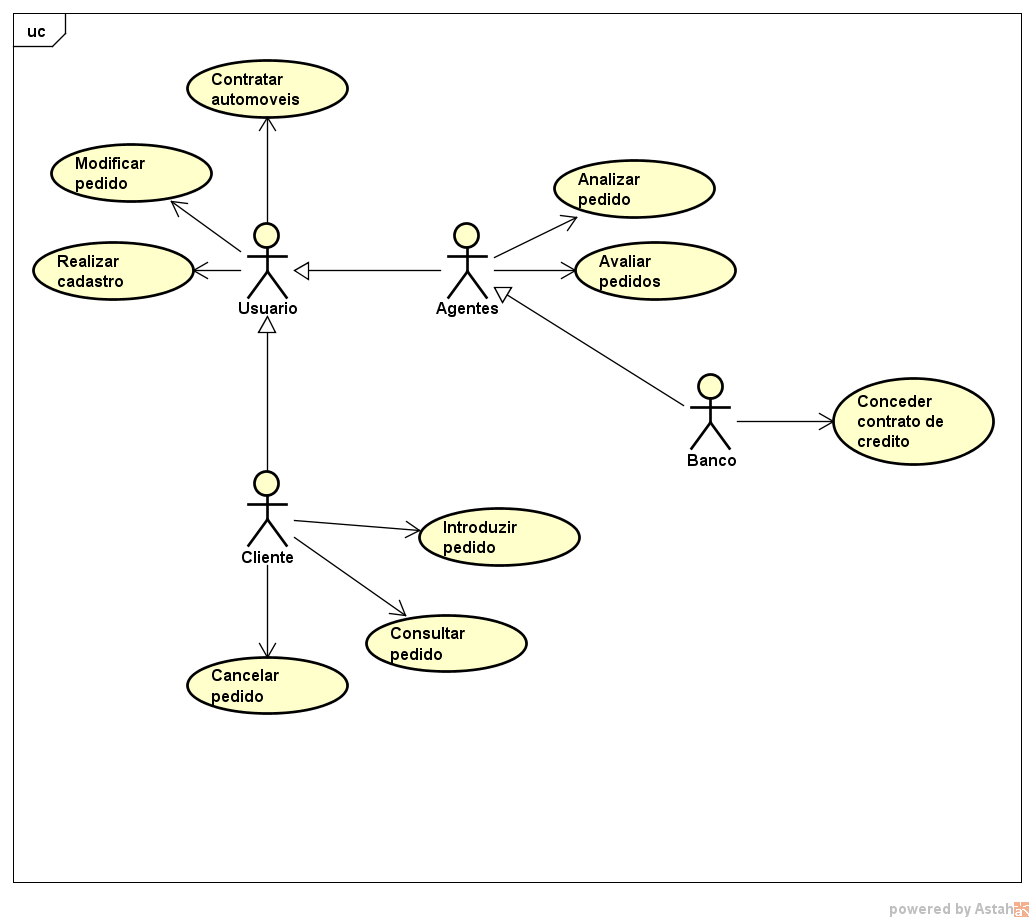 uc
Contratar
automoveis
Modificar
pedido
Analizar
pedido
Realizar
cadastro
Avaliar
pedidos
Usuario
Agentes
Conceder
contrato de
credito
Banco
Introduzir
pedido
Cliente
Consultar
pedido
Cancelar
pedido
powered by Astah